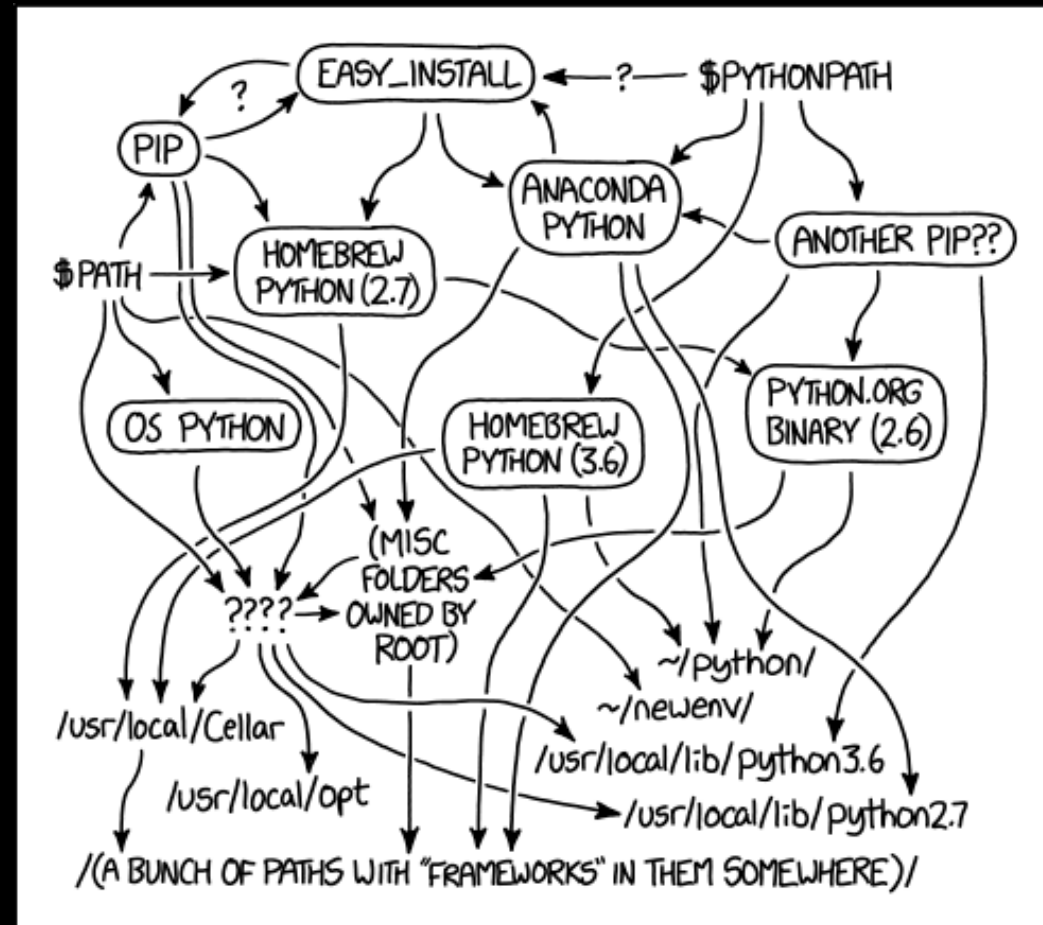 EASY_INSTALL
?
$PYTHONPATH
?
PIP
ANACONDA
PYTHON
ANOTHER PIP??
HOMEBREW
PYTHON (2.7)
$PATH
OS PYTHON
HOMEBREW
PYTHON (3.6)
PYTHON.ORG
BINARY (2.6)
(MISC
FOLDERS
OWNED BY
ROOT)
????
~/python/
~/newenv/
/usr/local/Cellar
/usr/local/lib/python3.6
/usr/local/opt
/usr/local/lib/python2.7
/(A BUNCH OF PATHS WITH "FRAMEWORKS" IN THEM SOMEWHERE)/